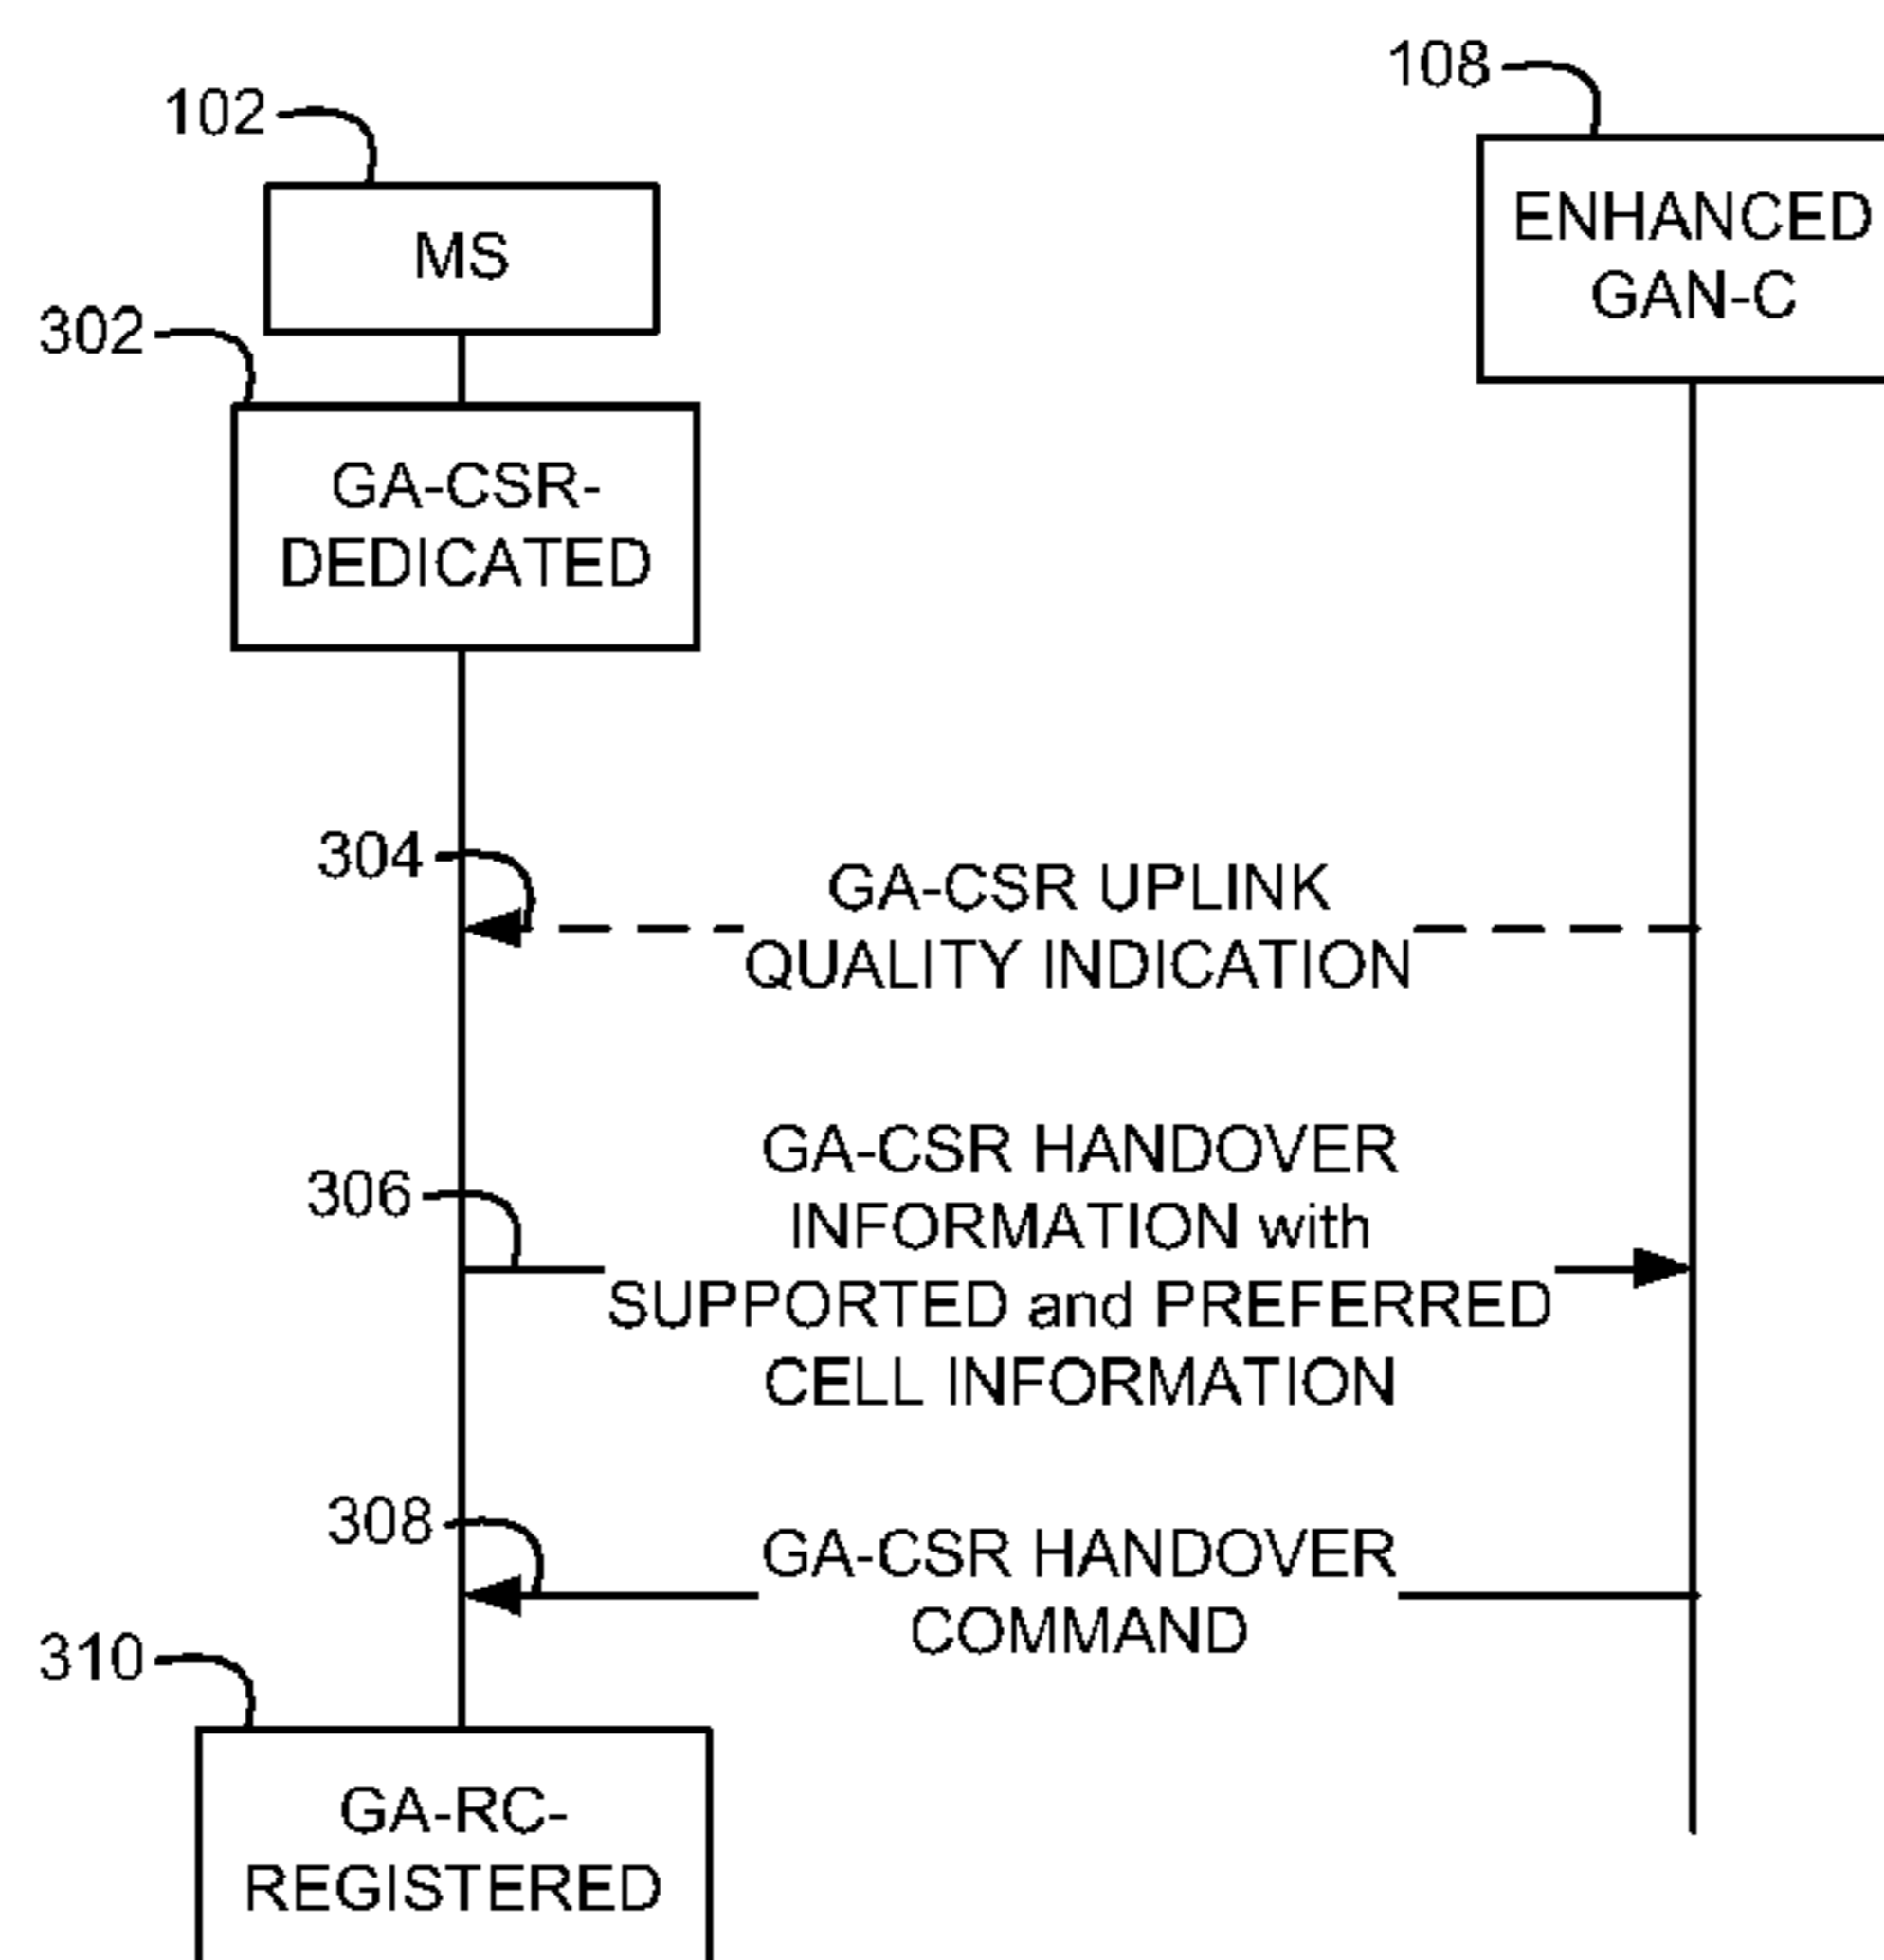 108
102
ENHANCED
GAN-C
MS
302
GA-CSR-
DEDICATED
304
GA-CSR UPLINK
QUALITY INDICATION
306
GA-CSR HANDOVER
INFORMATION with
SUPPORTED and PREFERRED
CELL INFORMATION
308
GA-CSR HANDOVER
COMMAND
310
GA-RC-
REGISTERED